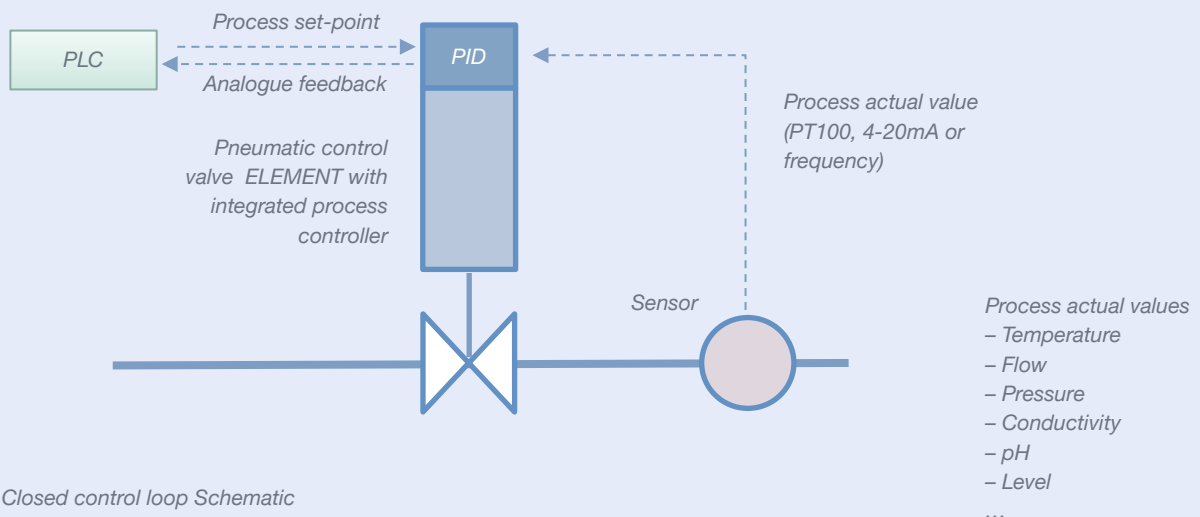 Process set-point
PLC
PID
Analogue feedback
Process actual value
(PT100, 4-20mA or
frequency)
Pneumatic control
valve ELEMENT with
integrated process
controller
Sensor
Process actual values
– Temperature
– Flow
– Pressure
– Conductivity
– pH
– Level
...
Closed control loop Schematic